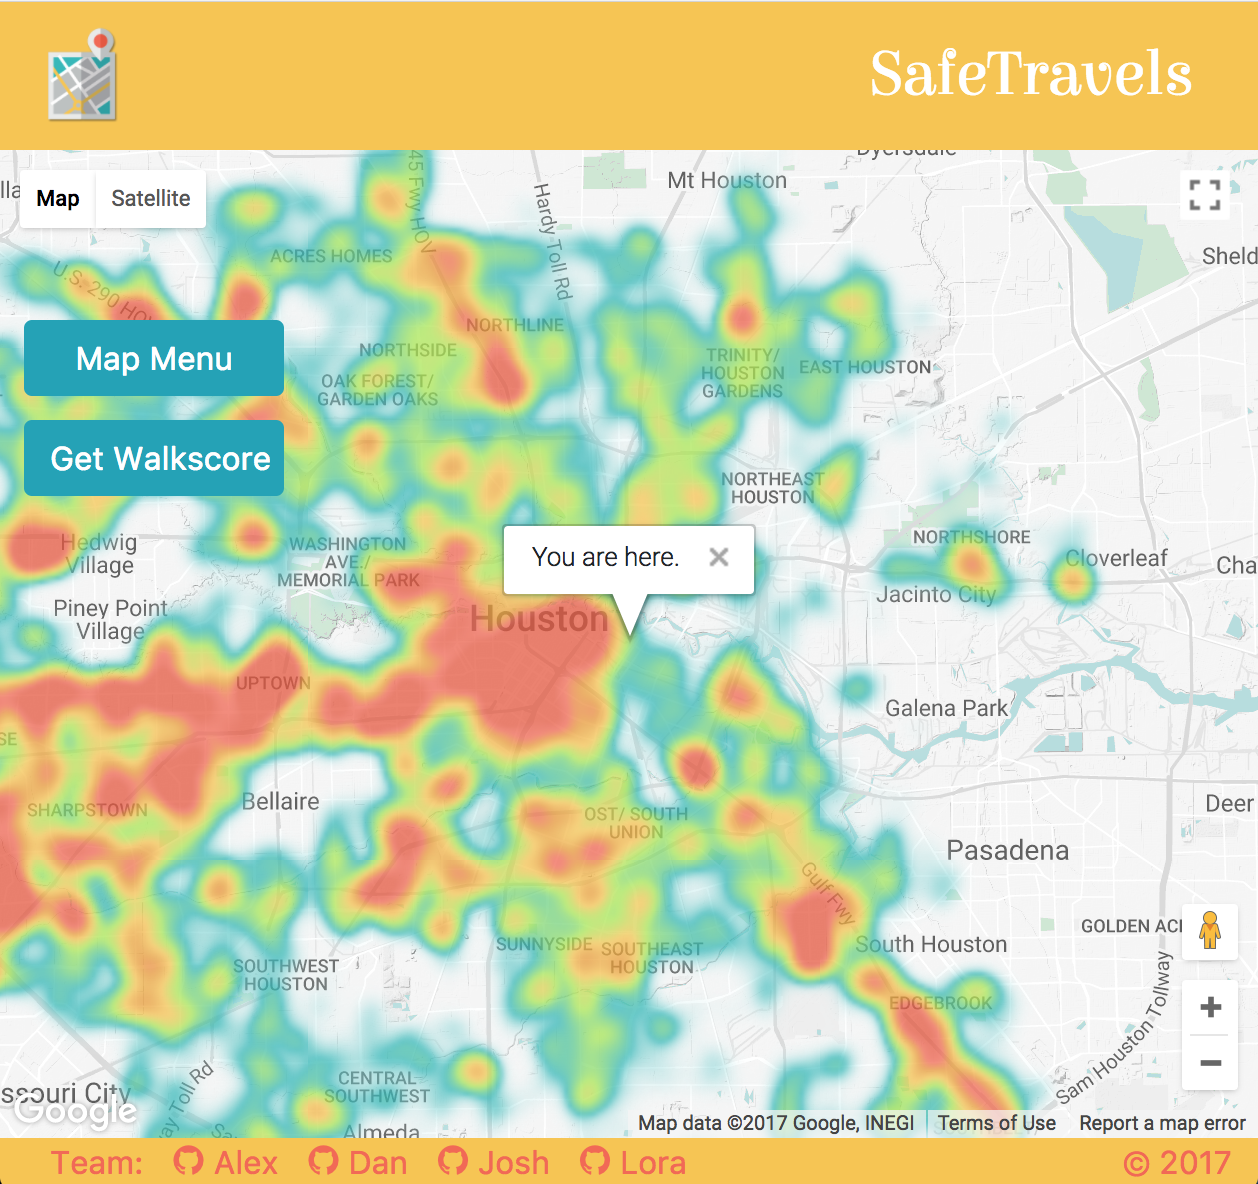 SafeTravels
Dyersdale
Map
Satellite
45 Fwy HOV
Hardy Toll Rd
Mt Houston
ACRES HOMES
Sheld
U.S. 290 HO
NORTHLINE
NORTHSIDE
Map Menu
TRINITY/
HOUSTON
GARDENS
EAST HOUSTON
OAK FOREST/
GARDEN OAKS
Get Walkscore
NORTHEAST
HOUSTON
Hedwig
Village
WASHINGTON
AVE./
MEMORIAL PARK
You are here.
NORTHSHORE
Cloverleaf
Cha
Jacinto City
Piney Point
Village
Houston
UPTOWN
Galena Park
SE
SHARPSTOWN
Bellaire
OST/ SOUTH
UNION
Deer
Pasadena
Gulf Fwy
GOLDEN ACR
SUNNYSIDE
SOUTHEAST
HOUSTON
South Houston
SOUTHWEST
HOUSTON
EDGEBROOK
Sam Houston Tollway
ssouri City
ay Toll Rd
CENTRAL
SOUTHWEST
Almeda
Google
Map data ©2017 Google, INEGI
Terms of Use
Report a map error
Team:
Alex
Dan
Josh
Lora
© 2017